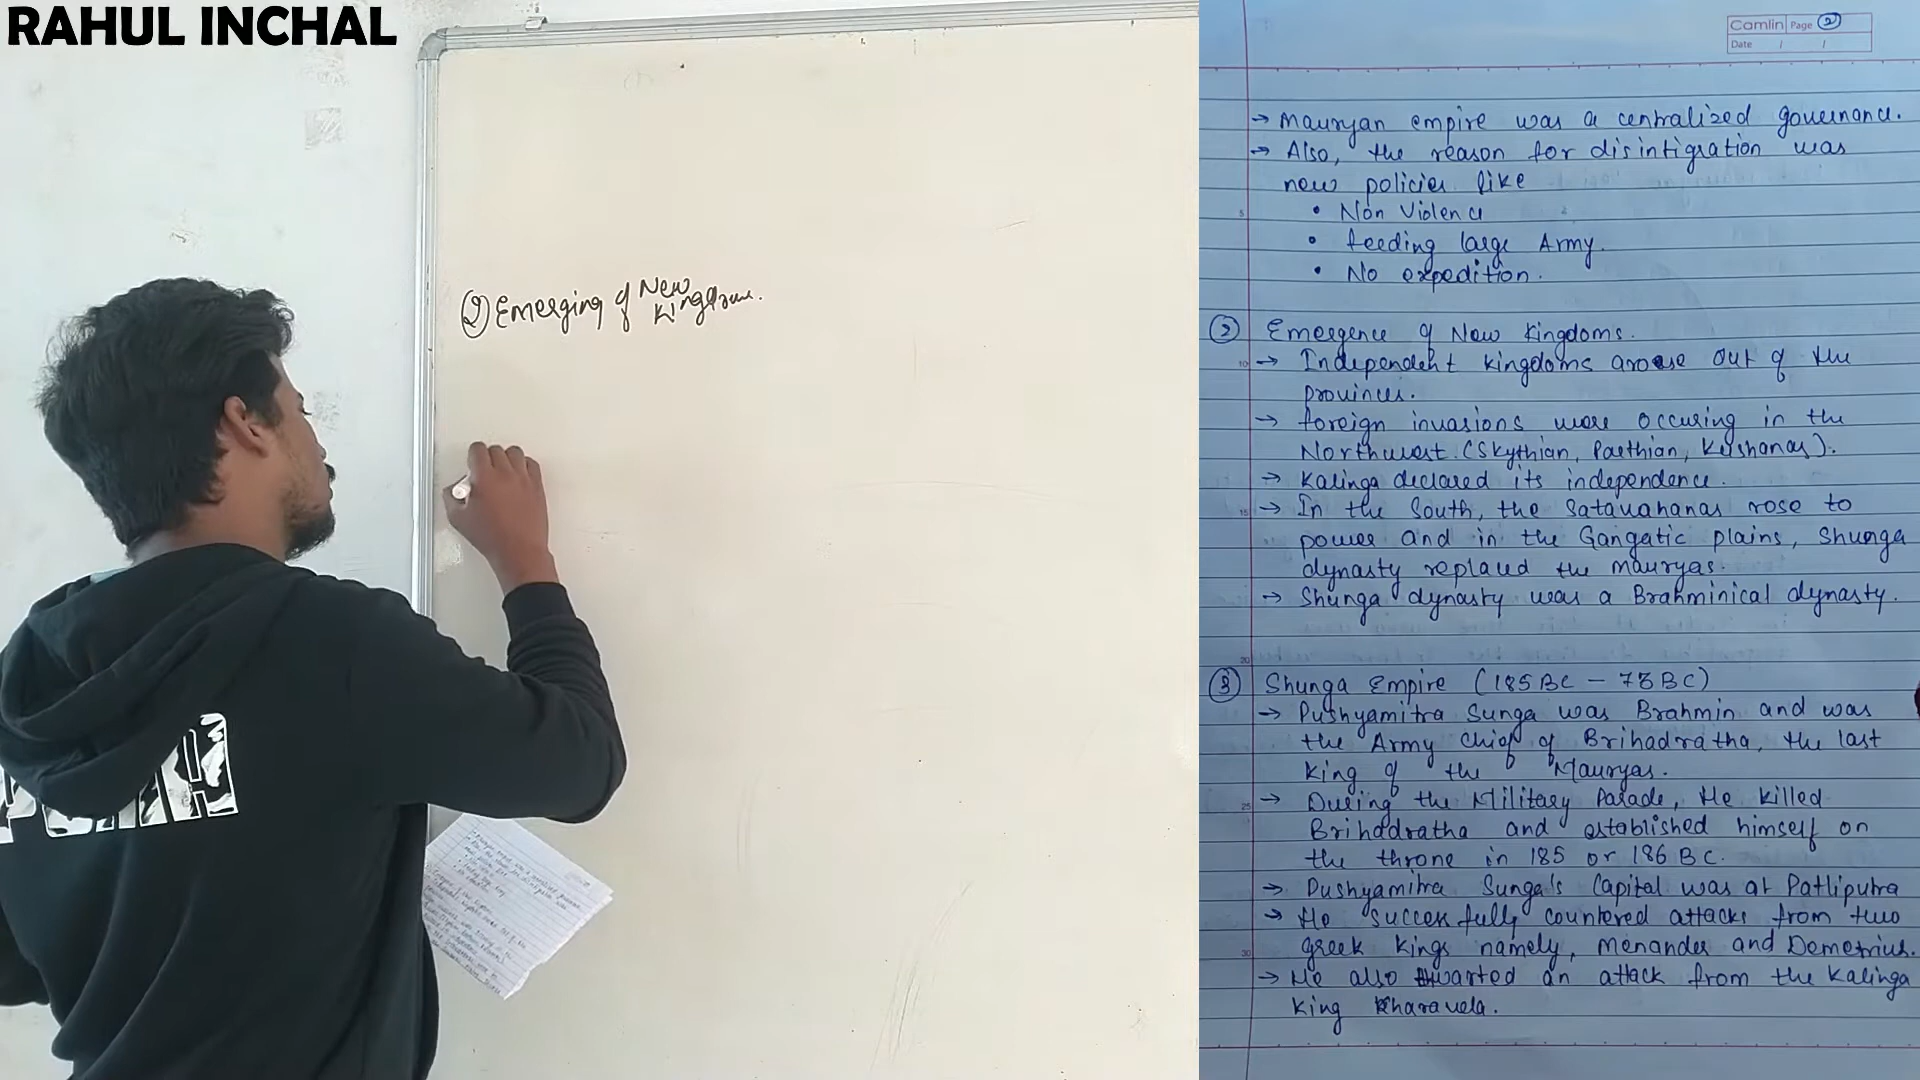 RAHUL INCHAL
② Emerging of New
Kingdoms.
Camlin Page ②
Date / /
→ Mauryan empire was a centralized governance.
→ Also, the reason for disintigration was
new policies like
• Non Violence
• feeding large Army.
• No expedition.
② Emergence of New Kingdoms.
→ Independent kingdoms arose out of the
provinces.
→ foreign invasions were occuring in the
Northwest (Skythian, Parthian, Kushanas).
→ Kalinga declared its independence.
→ In the South, the Satavahanas rose to
power and in the Gangatic plains, Shunga
dynasty replaced the mauryas.
→ Shunga dynasty was a Brahminical dynasty.
③ Shunga Empire (185 BC - 73 BC)
→ Pushyamitra Sunga was Brahmin and was
the Army chief of Brihadratha, the last
king of the Mauryas.
→ During the Military Parade, He killed
Brihadratha and established himself on
the throne in 185 or 186 BC.
→ Pushyamitra Sunga's Capital was at Patliputra
→ He succesfully countered attacks from two
greek kings namely, Menander and Demetrius.
→ He also thwarted an attack from the Kalinga
king Kharavela.